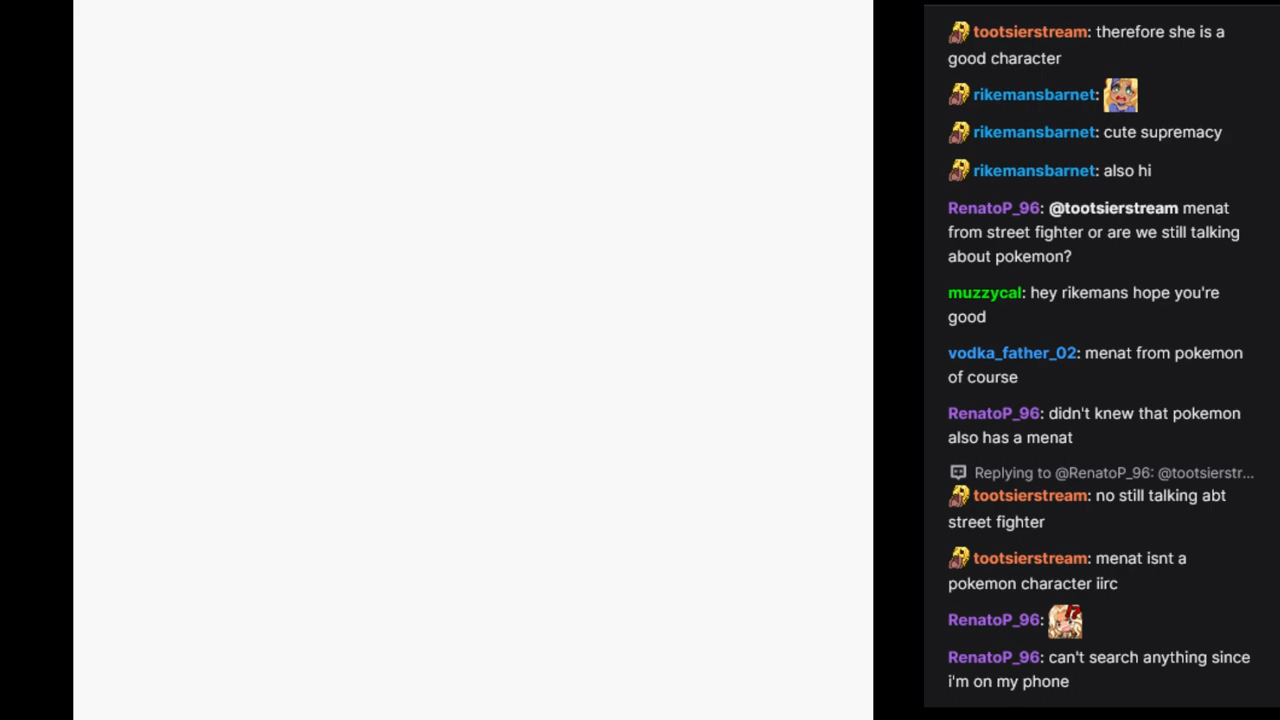 tootsierstream: therefore she is a
good character
rikemansbarnet:
rikemansbarnet: cute supremacy
rikemansbarnet: also hi
RenatoP_96: @tootsierstream menat
from street fighter or are we still talking
about pokemon?
muzzycal: hey rikemans hope you're
good
vodka_father_02: menat from pokemon
of course
RenatoP_96: didn't knew that pokemon
also has a menat
Replying to @RenatoP_96: @tootsierstr...
tootsierstream: no still talking abt
street fighter
tootsierstream: menat isnt a
pokemon character iirc
RenatoP_96:
RenatoP_96: can't search anything since
i'm on my phone